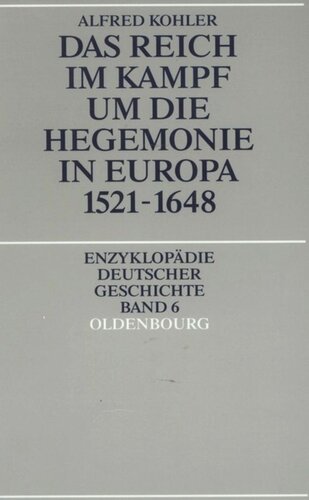 ALFRED KOHLER
DAS REICH
IM KAMPF
UM DIE
HEGEMONIE
IN EUROPA
1521-1648
ENZYKLOPÄDIE
DEUTSCHER
GESCHICHTE
BAND 6
OLDENBOURG